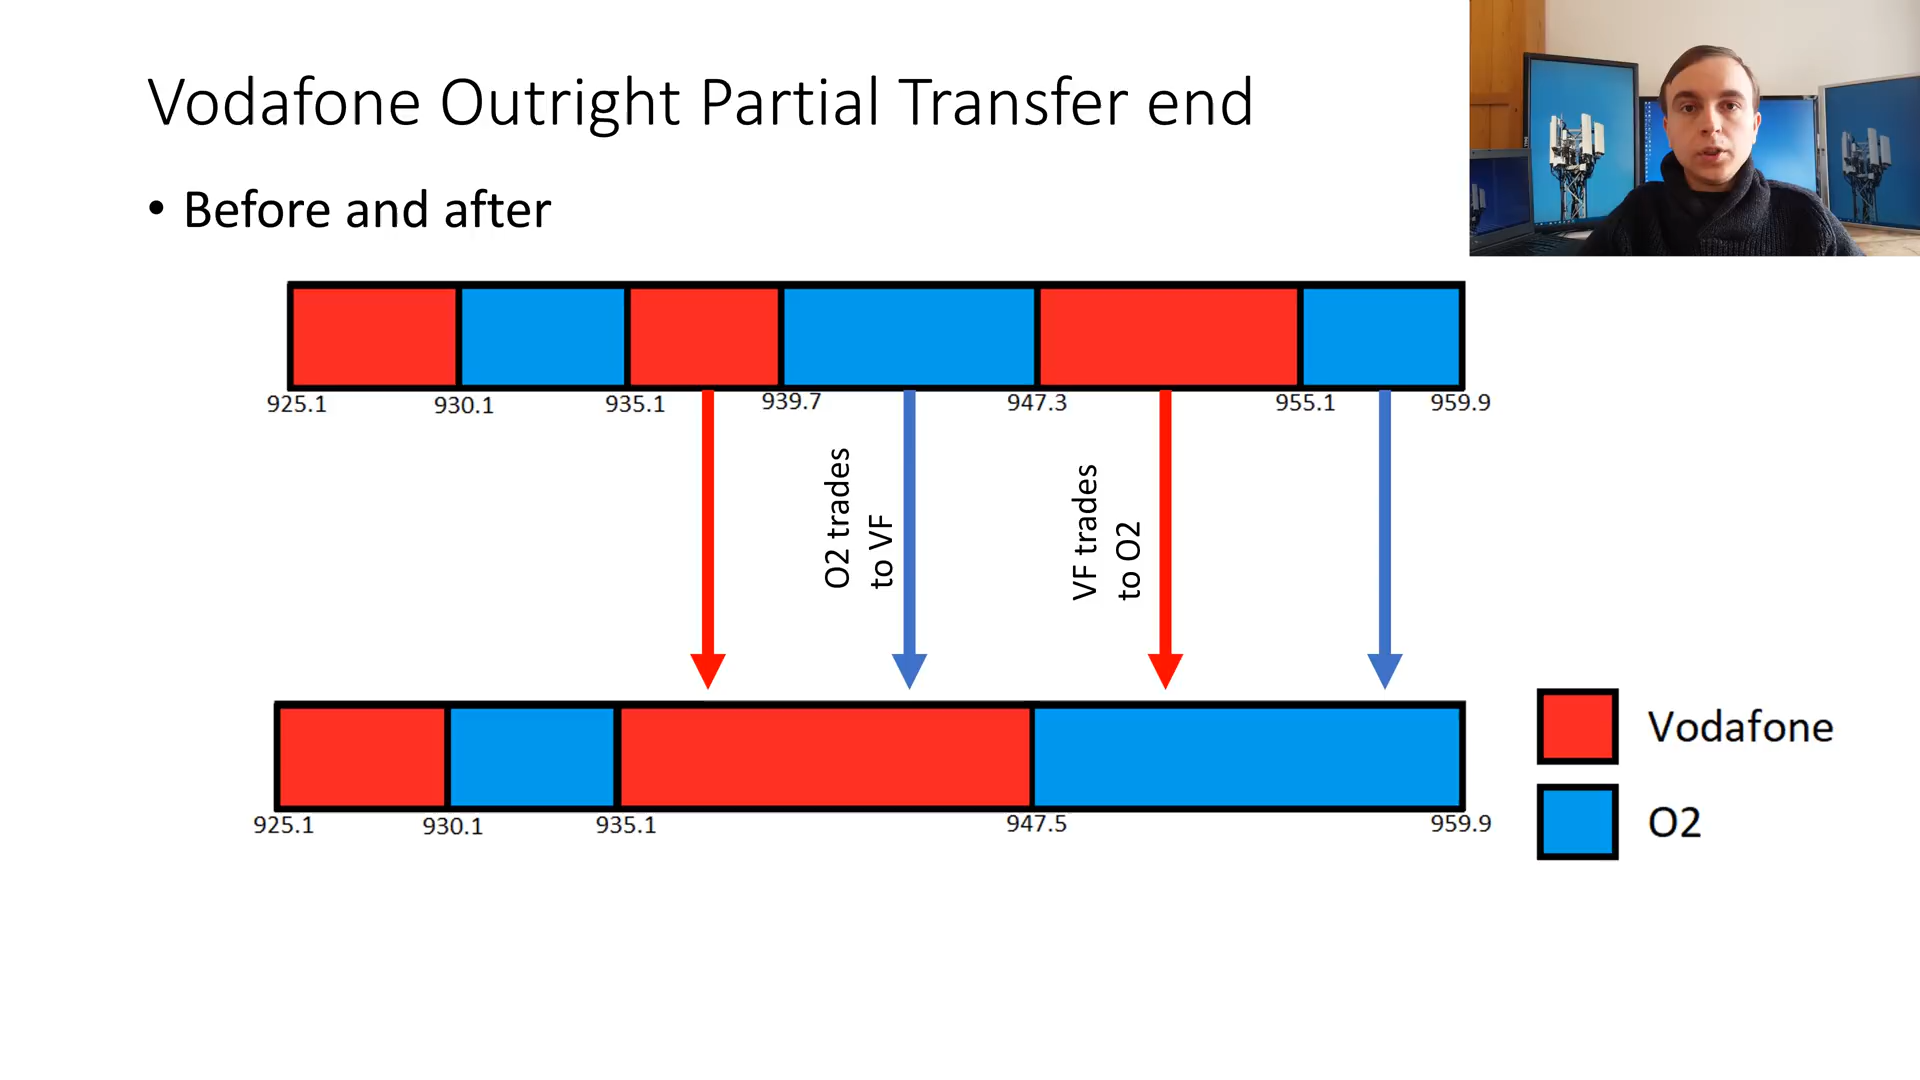 Vodafone Outright Partial Transfer end
• Before and after
925.1
930.1
935.1
939.7
947.3
955.1
959.9
O2 trades
to VF
VF trades
to O2
925.1
930.1
935.1
947.5
959.9
Vodafone
O2